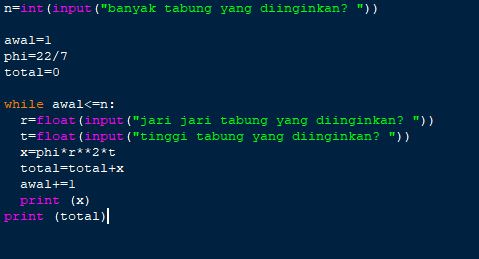 n=int(input("banyak tabung yang diinginkan? "))
awal=1
phi=22/7
total=0
while awal<=n:
  r=float(input("jari jari tabung yang diinginkan? "))
  t=float(input("tinggi tabung yang diinginkan? "))
  x=phi*r**2*t
  total=total+x
  awal+=1
  print (x)
print (total)